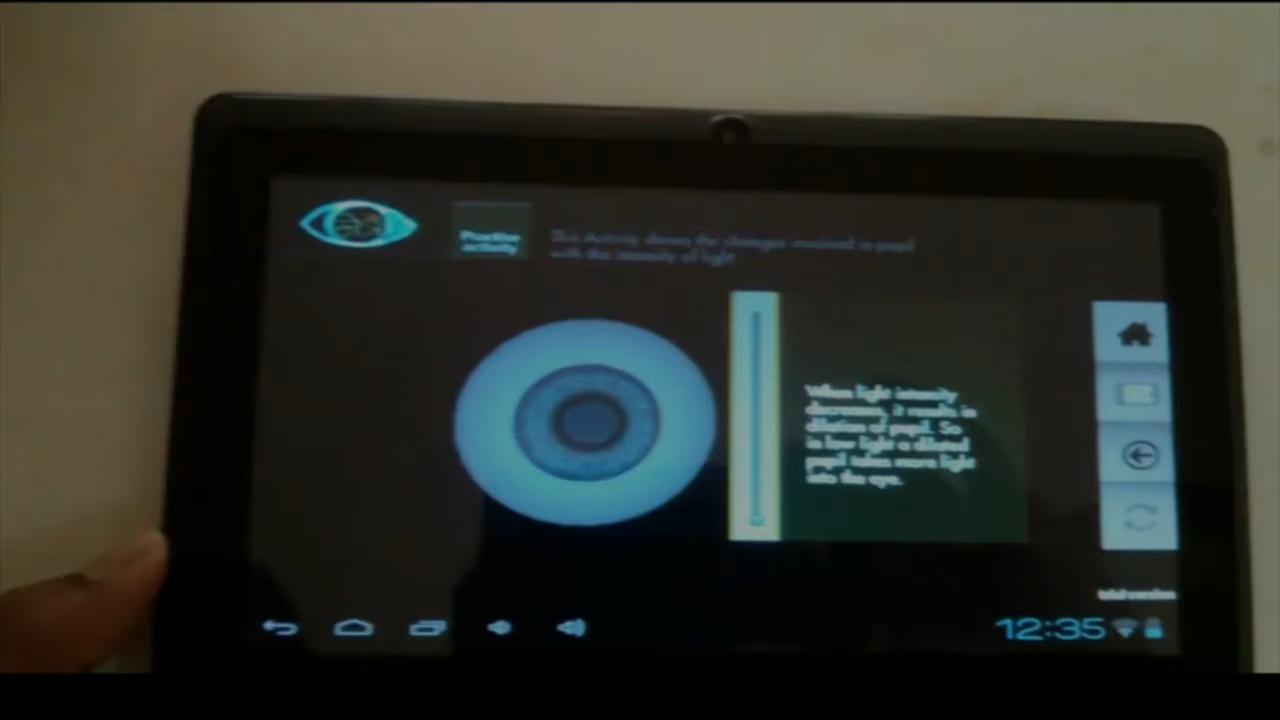 Practise
activity
This Activity shows the changes involved in pupil
with the intensity of light
When light intensity
decreases, it results in
dilation of pupil. So
in low light a dilated
pupil takes more light
into the eye.
trial version
12:35